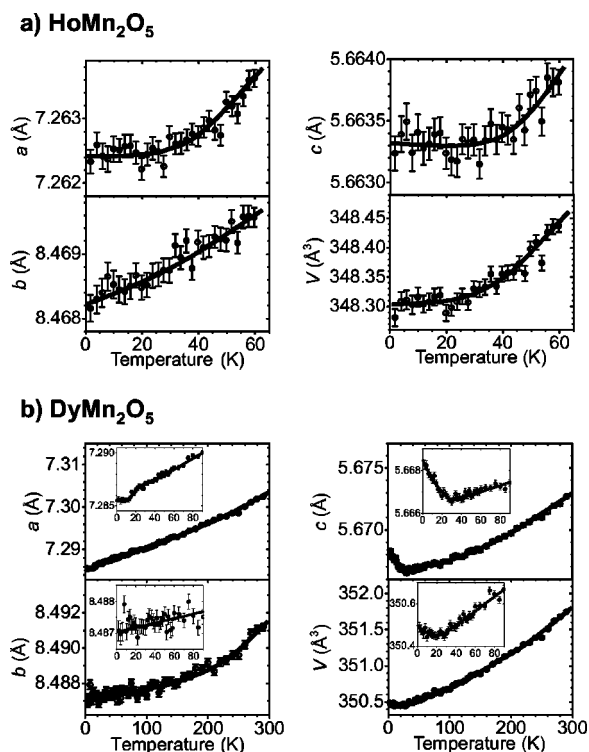 a) HoMn₂O₅
7.263
7.262
a (Å)
8.469
8.468
b (Å)
0 20 40 60
Temperature (K)
5.6640
5.6635
5.6630
c (Å)
348.45
348.40
348.35
348.30
V (Å³)
0 20 40 60
Temperature (K)
b) DyMn₂O₅
7.31
7.30
7.29
a (Å)
7.290
7.285
0 20 40 60 80
8.492
8.490
8.488
b (Å)
8.488
8.487
0 20 40 60 80
0 100 200 300
Temperature (K)
5.675
5.670
c (Å)
5.668
5.666
0 20 40 60 80
352.0
351.5
351.0
350.5
V (Å³)
350.6
350.4
0 20 40 60 80
0 100 200 300
Temperature (K)